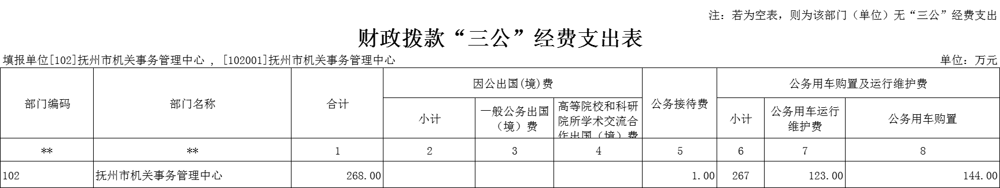 注：若为空表，则为该部门（单位）无“三公”经费支出
财政拨款“三公”经费支出表
填报单位[102]抚州市机关事务管理中心 , [102001]抚州市机关事务管理中心 单位：万元
部门编码 部门名称 合计 因公出国(境)费 公务接待费 公务用车购置及运行维护费
小计 一般公务出国（境）费 高等院校和科研院所学术交流合作出国（境）费 小计 公务用车运行维护费 公务用车购置
** ** 1 2 3 4 5 6 7 8
102 抚州市机关事务管理中心 268.00 1.00 267 123.00 144.00